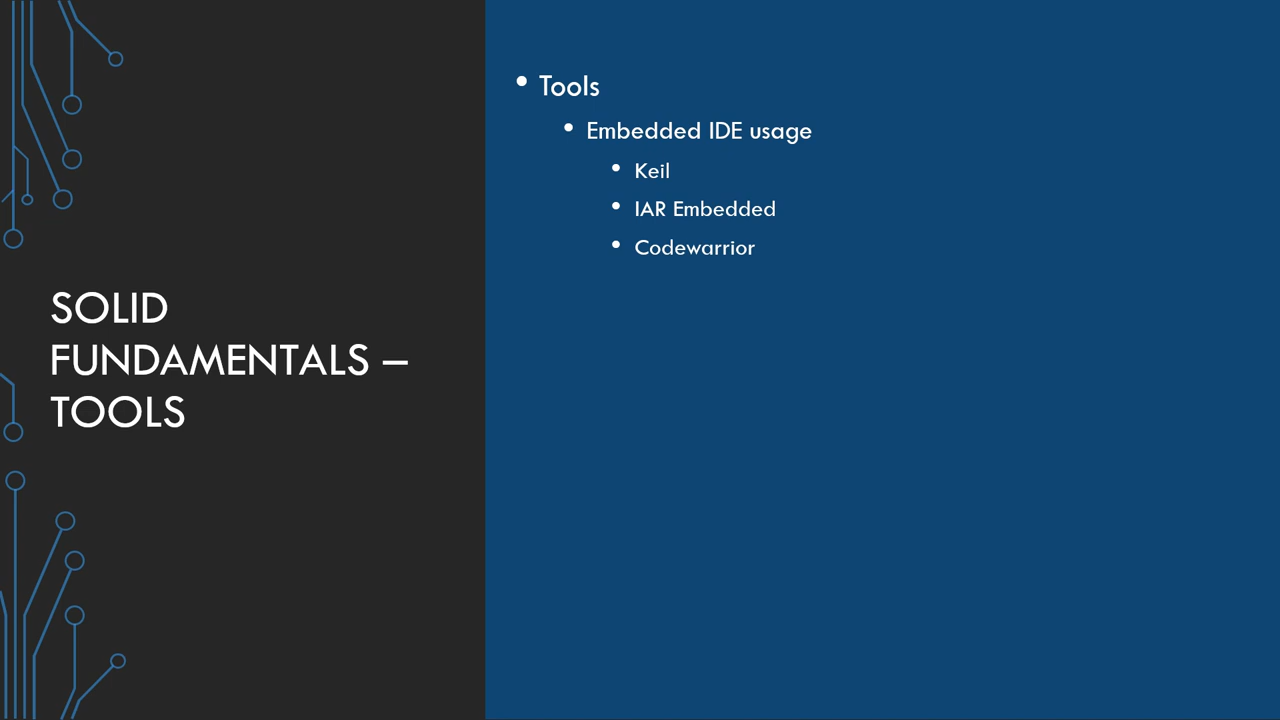 SOLID
FUNDAMENTALS –
TOOLS
• Tools
• Embedded IDE usage
• Keil
• IAR Embedded
• Codewarrior